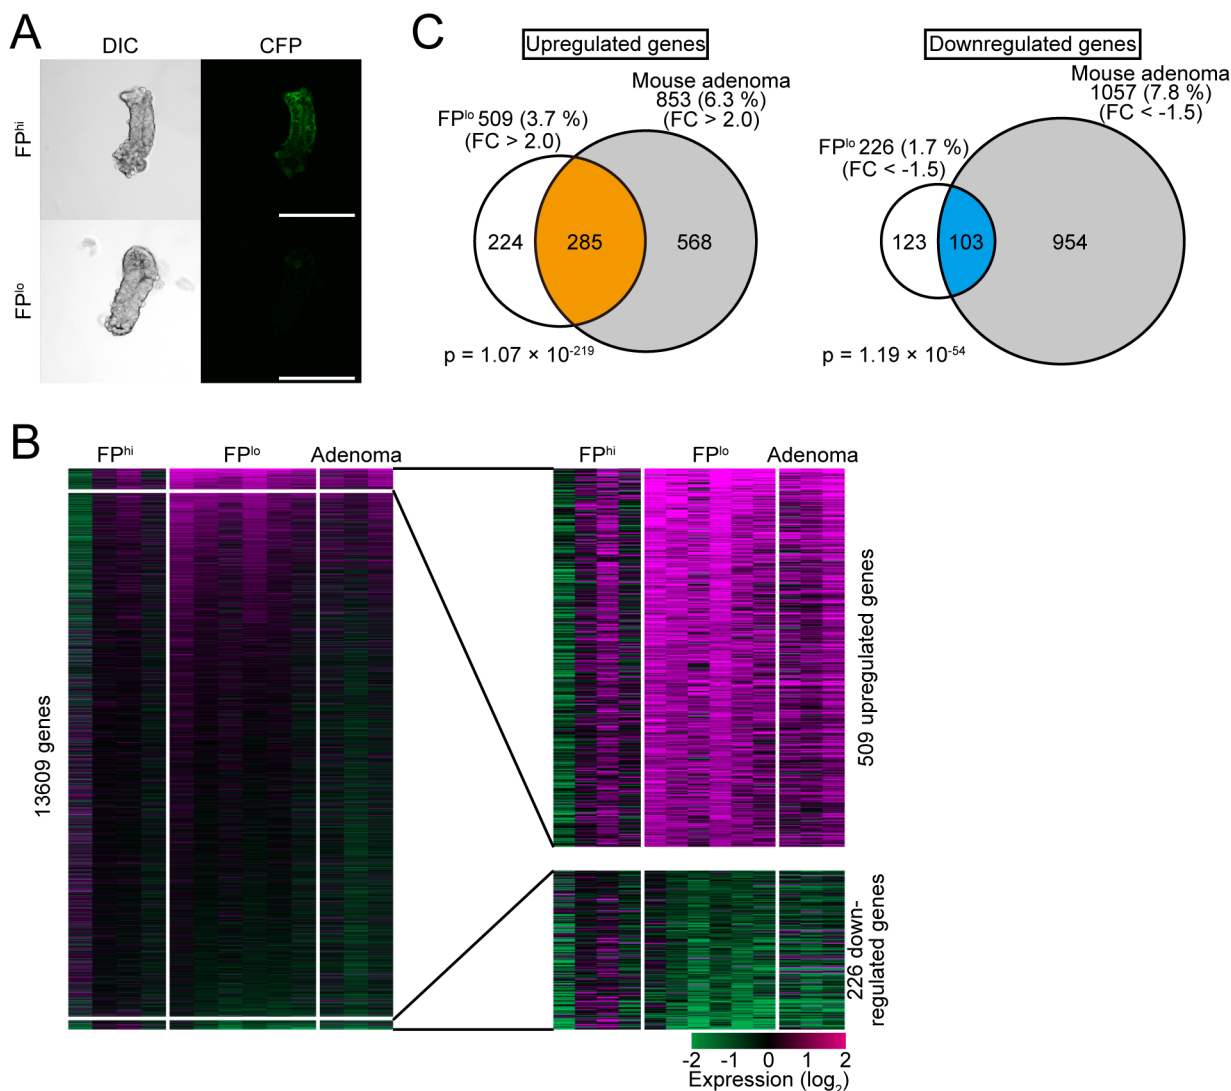 A
DIC
CFP
FPhi
FPlo
C
Upregulated genes
FPlo 509 (3.7 %)
(FC > 2.0)
Mouse adenoma
853 (6.3 %)
(FC > 2.0)
224
285
568
p = 1.07 × 10-219
Downregulated genes
Mouse adenoma
1057 (7.8 %)
(FC < -1.5)
FPlo 226 (1.7 %)
(FC < -1.5)
123
103
954
p = 1.19 × 10-54
B
FPhi
FPlo
Adenoma
13609 genes
FPhi
FPlo
Adenoma
509 upregulated genes
226 down-
regulated genes
-2 -1 0 1 2
Expression (log2)